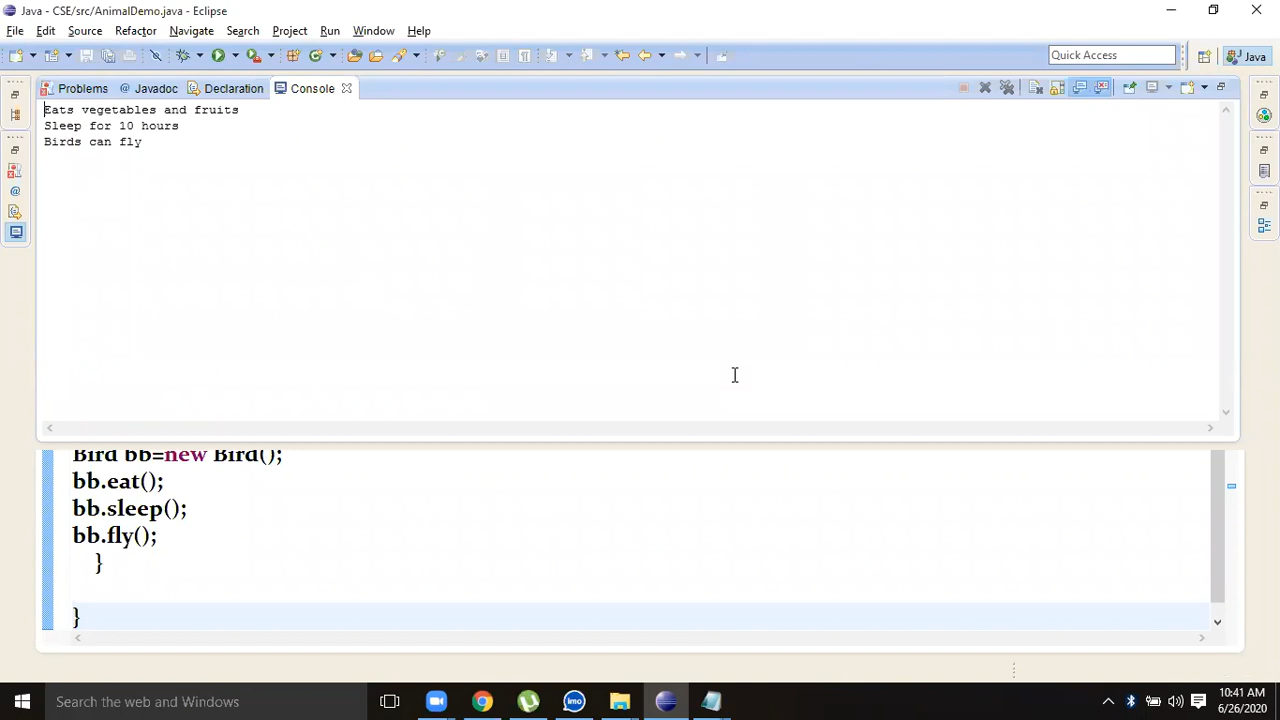 Java - CSE/src/AnimalDemo.java - Eclipse
File Edit Source Refactor Navigate Search Project Run Window Help
Quick Access
Java
Problems @ Javadoc Declaration Console
Eats vegetables and fruits
Sleep for 10 hours
Birds can fly
Bird bb=new Bird();
bb.eat();
bb.sleep();
bb.fly();
}
}
Search the web and Windows
imo
10:41 AM
6/26/2020